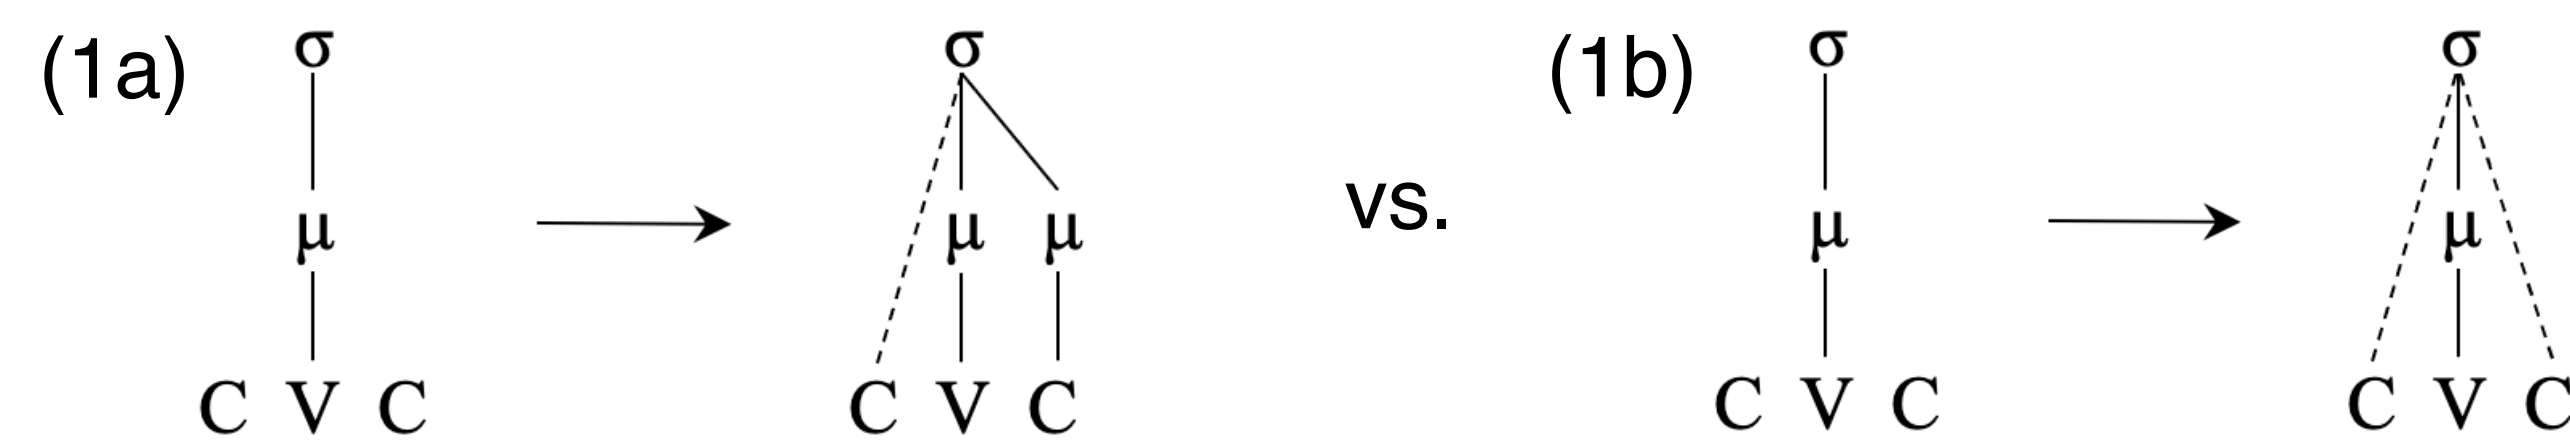 (1a) σ σ (1b) σ σ
μ μ μ vs. μ μ
C V C C V C C V C C V C